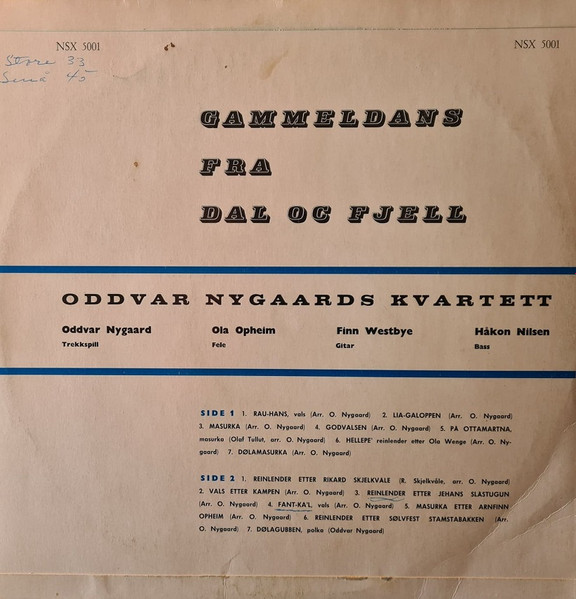 NSX 5001 NSX 5001
Store 33
Små 45
GAMMELDANS
FRA
DAL OG FJELL
ODDVAR NYGAARDS KVARTETT
Oddvar Nygaard Ola Opheim Finn Westbye Håkon Nilsen
Trekkspill Fele Gitar Bass
SIDE 1 1. RAU-HANS, vals (Arr. O. Nygaard) 2. LIA-GALOPPEN (Arr. O. Nygaard)
3. MASURKA (Arr. O. Nygaard) 4. GODVALSEN (Arr. O. Nygaard) 5. PÅ OTTAMARTNA,
masurka (Olaf Tullut, arr. O. Nygaard) 6. HELLEPE' reinlender etter Ola Wenge (Arr. O. Ny-
gaard) 7. DØLAMASURKA (Arr. O. Nygaard)
SIDE 2 1. REINLENDER ETTER RIKARD SKJELKVÅLE (R. Skjelkvåle, arr. O. Nygaard)
2. VALS ETTER KAMPEN (Arr. O. Nygaard) 3. REINLENDER ETTER JEHANS SLASTUGUN
(Arr. O. Nygaard) 4. FANT-KA'L, vals (Arr. O. Nygaard) 5. MASURKA ETTER ARNFINN
OPHEIM (Arr. O. Nygaard) 6. REINLENDER ETTER SØLVFEST STAMSTABAKKEN (Arr.
O. Nygaard) 7. DØLAGUBBEN, polka (Oddvar Nygaard)